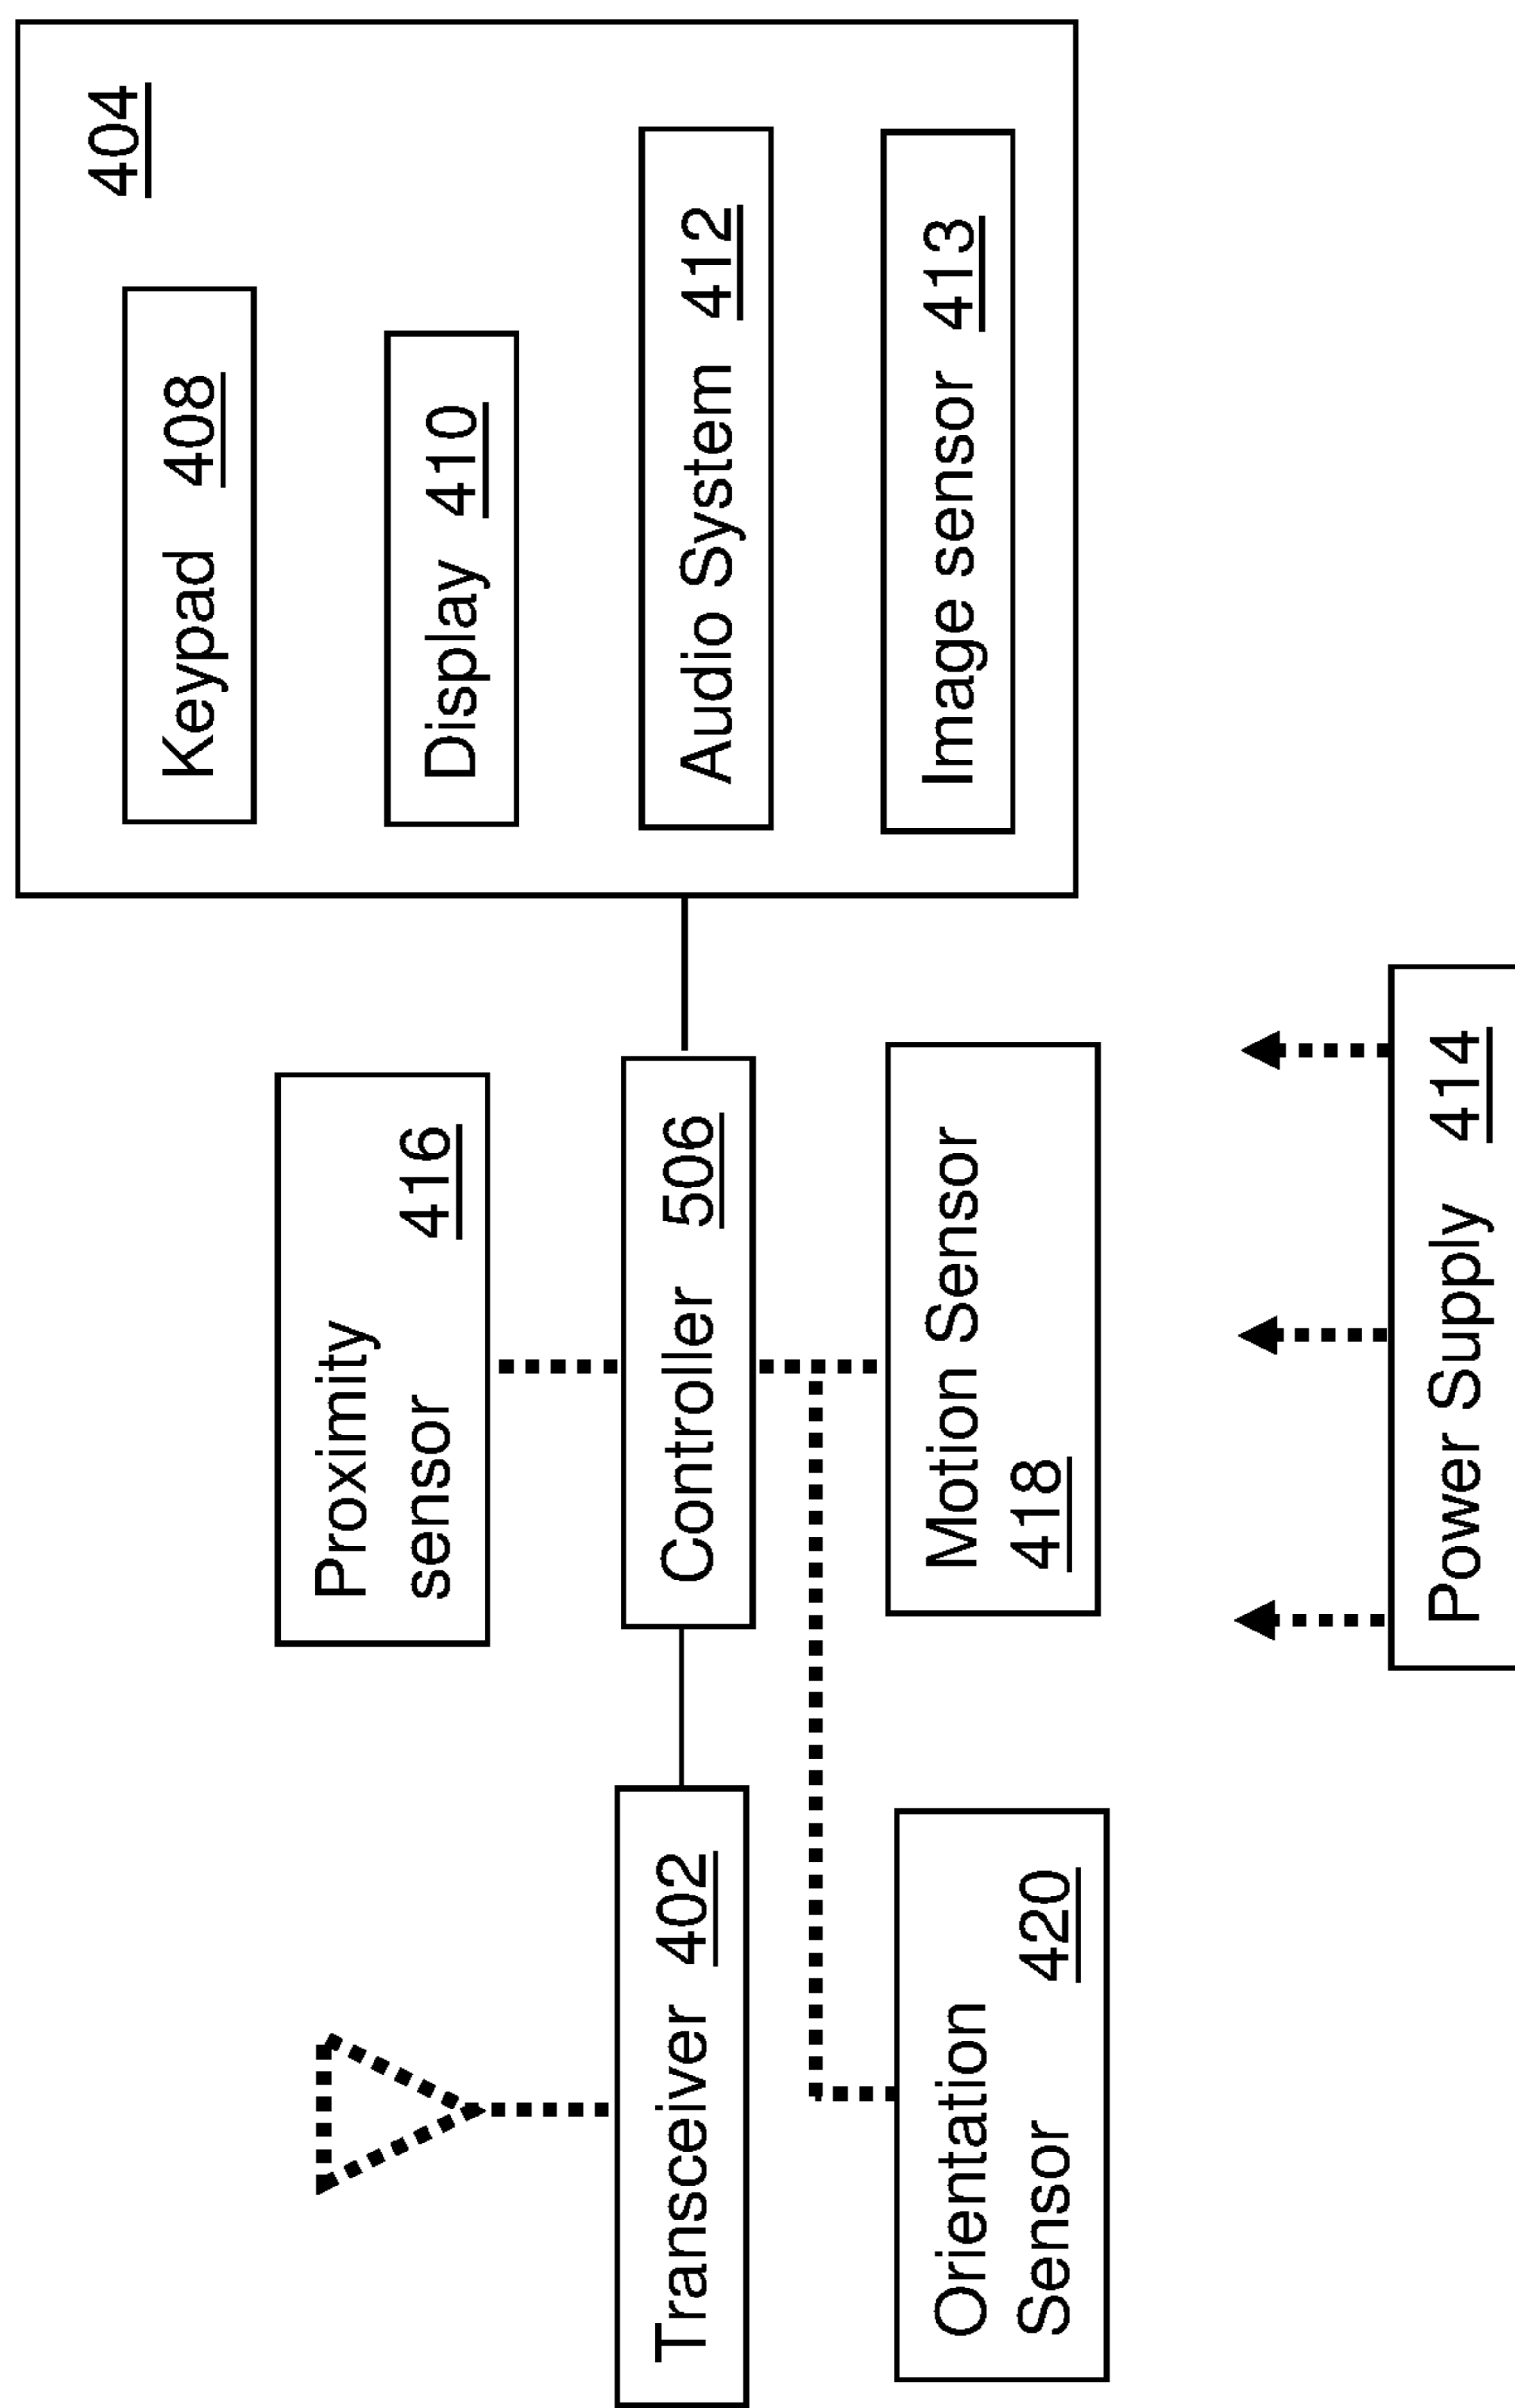 404
Keypad 408
Display 410
Audio System 412
Image sensor 413
Proximity
sensor 416
Controller 506
Motion Sensor
418
Transceiver 402
Orientation
Sensor 420
Power Supply 414